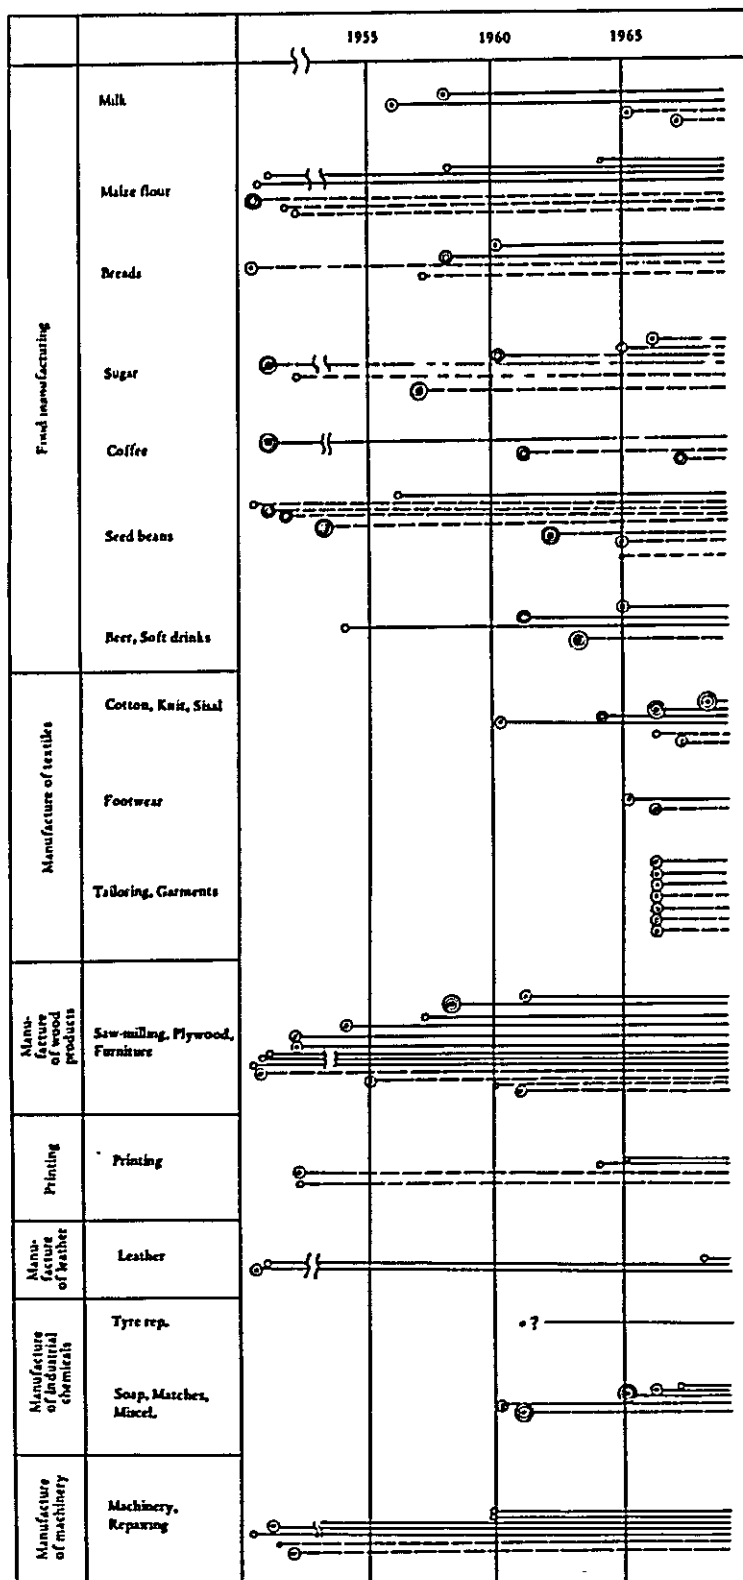 1955 1960 1965
Food manufacturing
Milk
Maize flour
Breads
Sugar
Coffee
Seed beans
Beer, Soft drinks
Manufacture of textiles
Cotton, Knit, Sisal
Footwear
Tailoring, Garments
Manu-
facture
of wood
products
Saw-milling, Plywood,
Furniture
Printing
Printing
Manu-
facture
of leather
Leather
Manufacture
of industrial
chemicals
Tyre rep.
?
Soap, Matches,
Miscel.
Manufacture
of machinery
Machinery,
Repairing